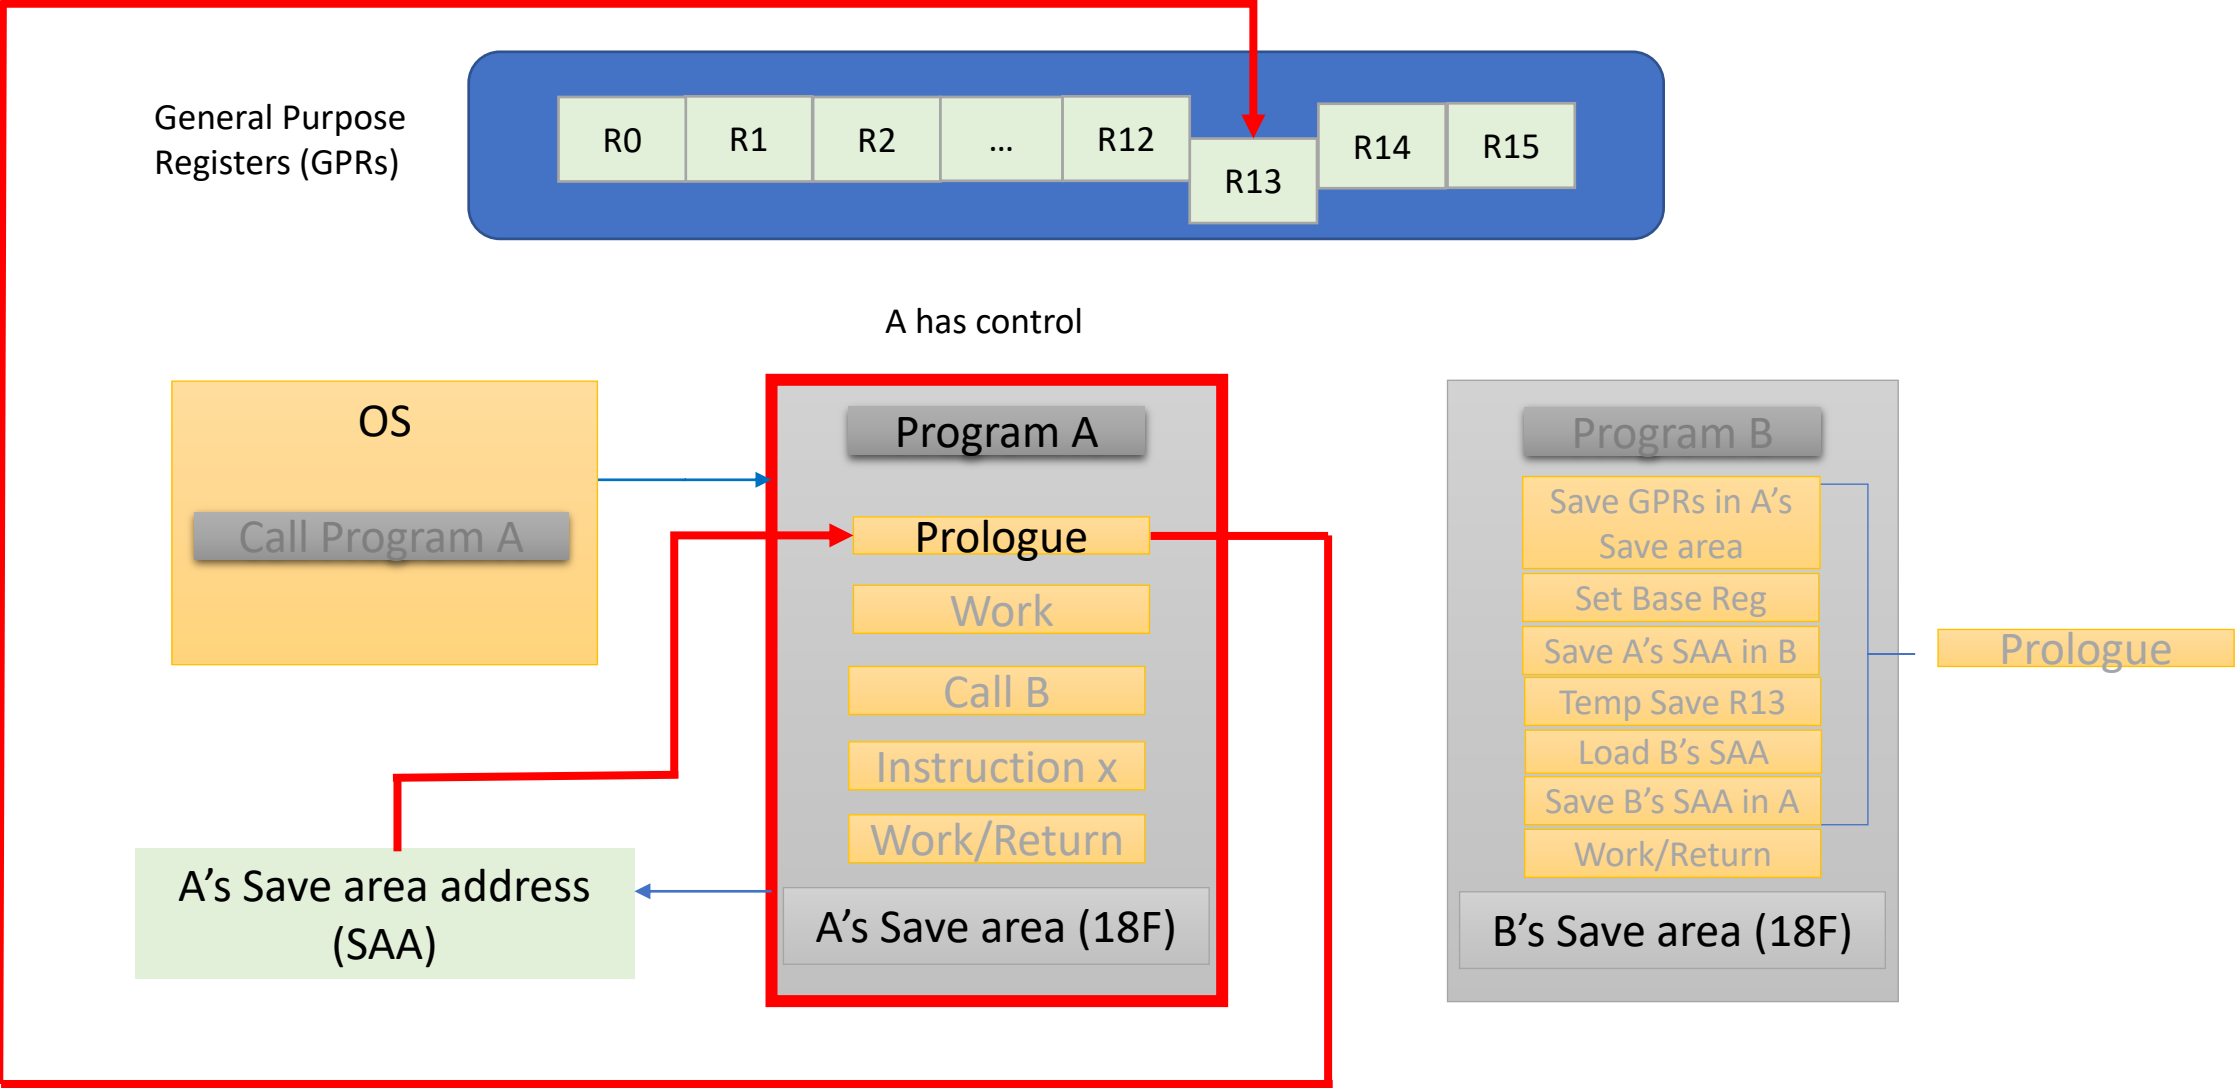 General Purpose
Registers (GPRs)
R0
R1
R2
...
R12
R13
R14
R15
A has control
OS
Call Program A
Program A
Prologue
Work
Call B
Instruction x
Work/Return
A’s Save area (18F)
A’s Save area address
(SAA)
Program B
Save GPRs in A’s
Save area
Set Base Reg
Save A’s SAA in B
Temp Save R13
Load B’s SAA
Save B’s SAA in A
Work/Return
B’s Save area (18F)
Prologue